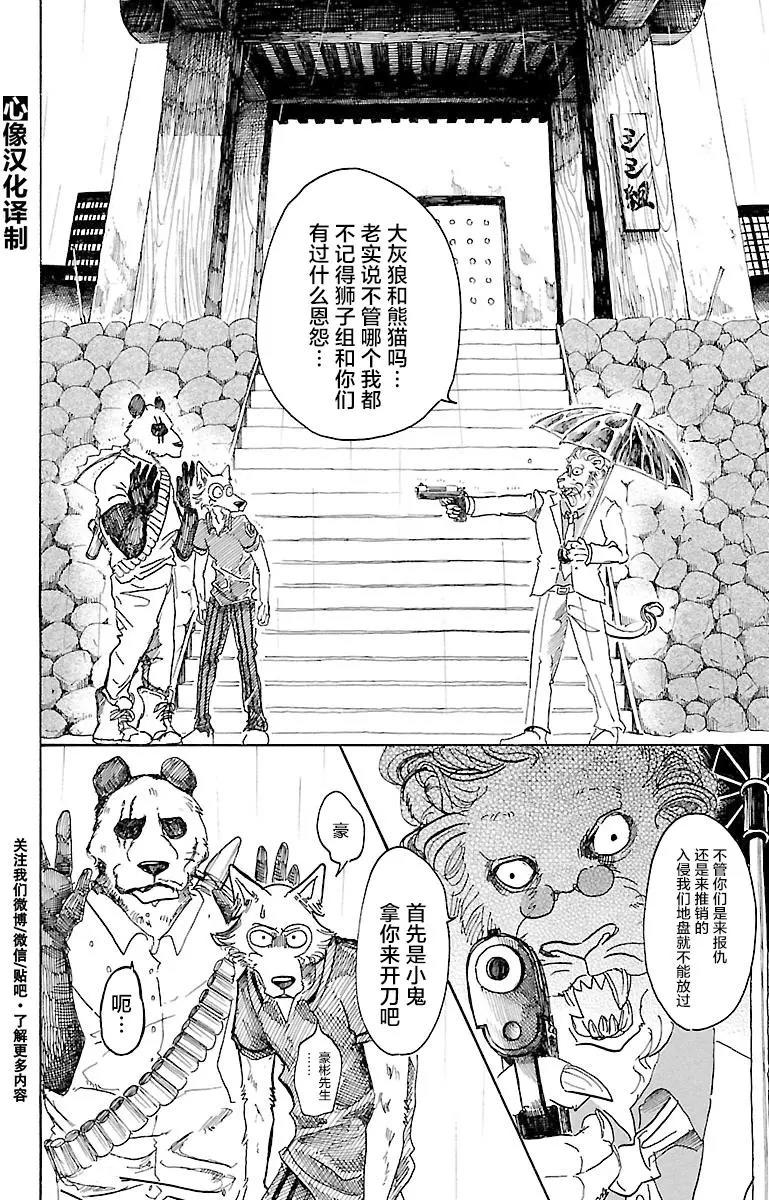 心像汉化译制
シシ組
大灰狼和熊猫吗…
老实说不管哪个我都
不记得狮子组和你们
有过什么恩怨…
不管你们是来报仇
还是来推销的
入侵我们地盘就不能放过
首先是小鬼
拿你来开刀吧
豪
豪彬先生…
呃…
关注我们微博/微信/贴吧·了解更多内容